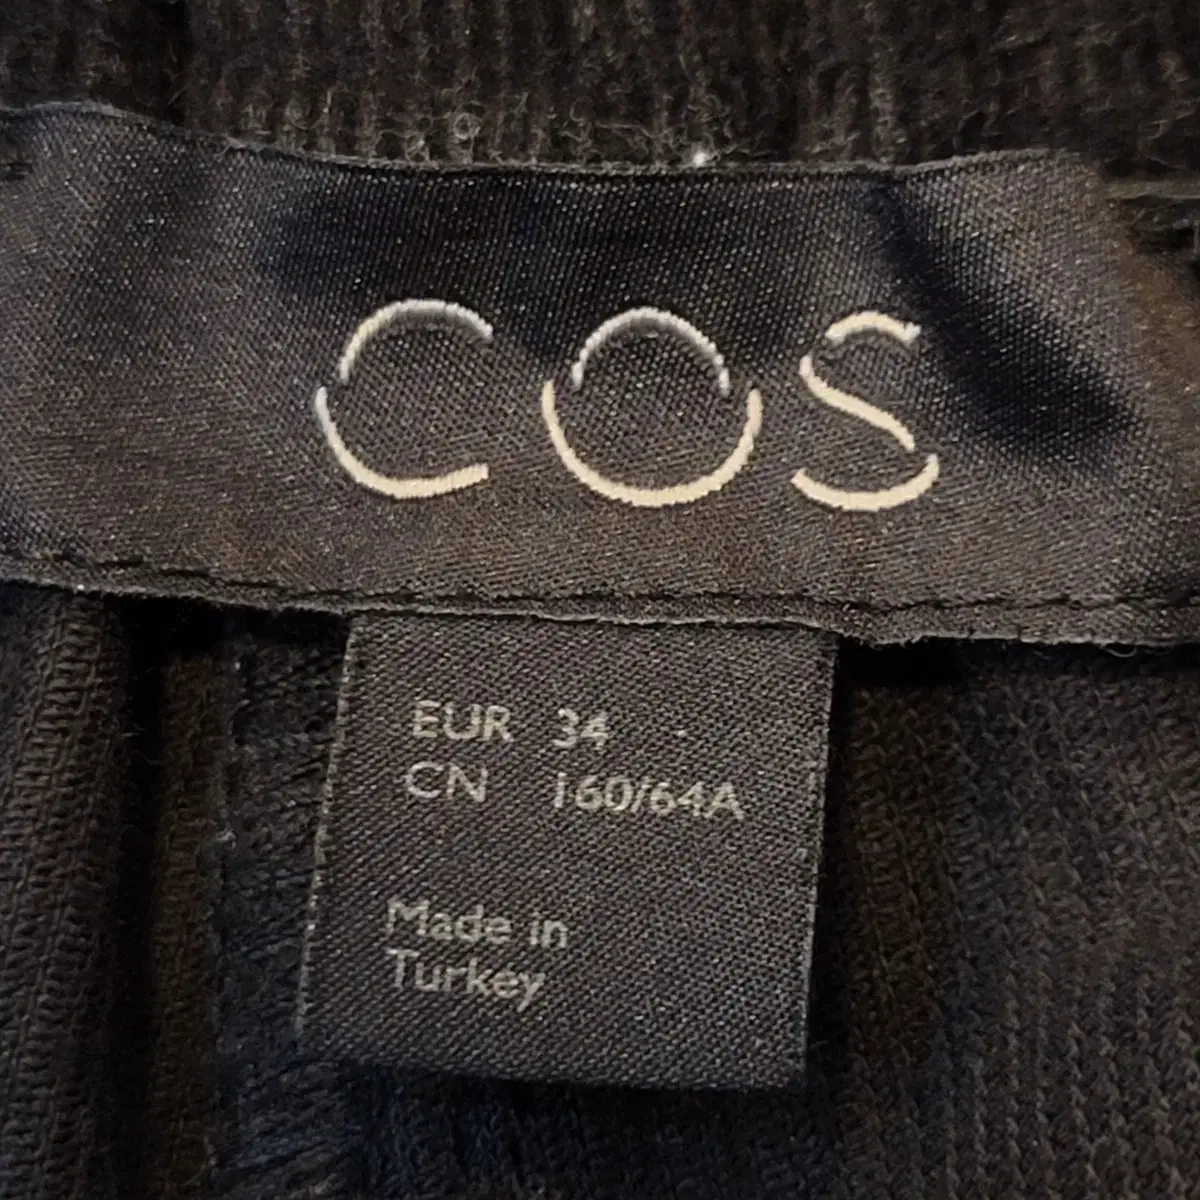 COS
EUR 34
CN 160/64A
Made in
Turkey